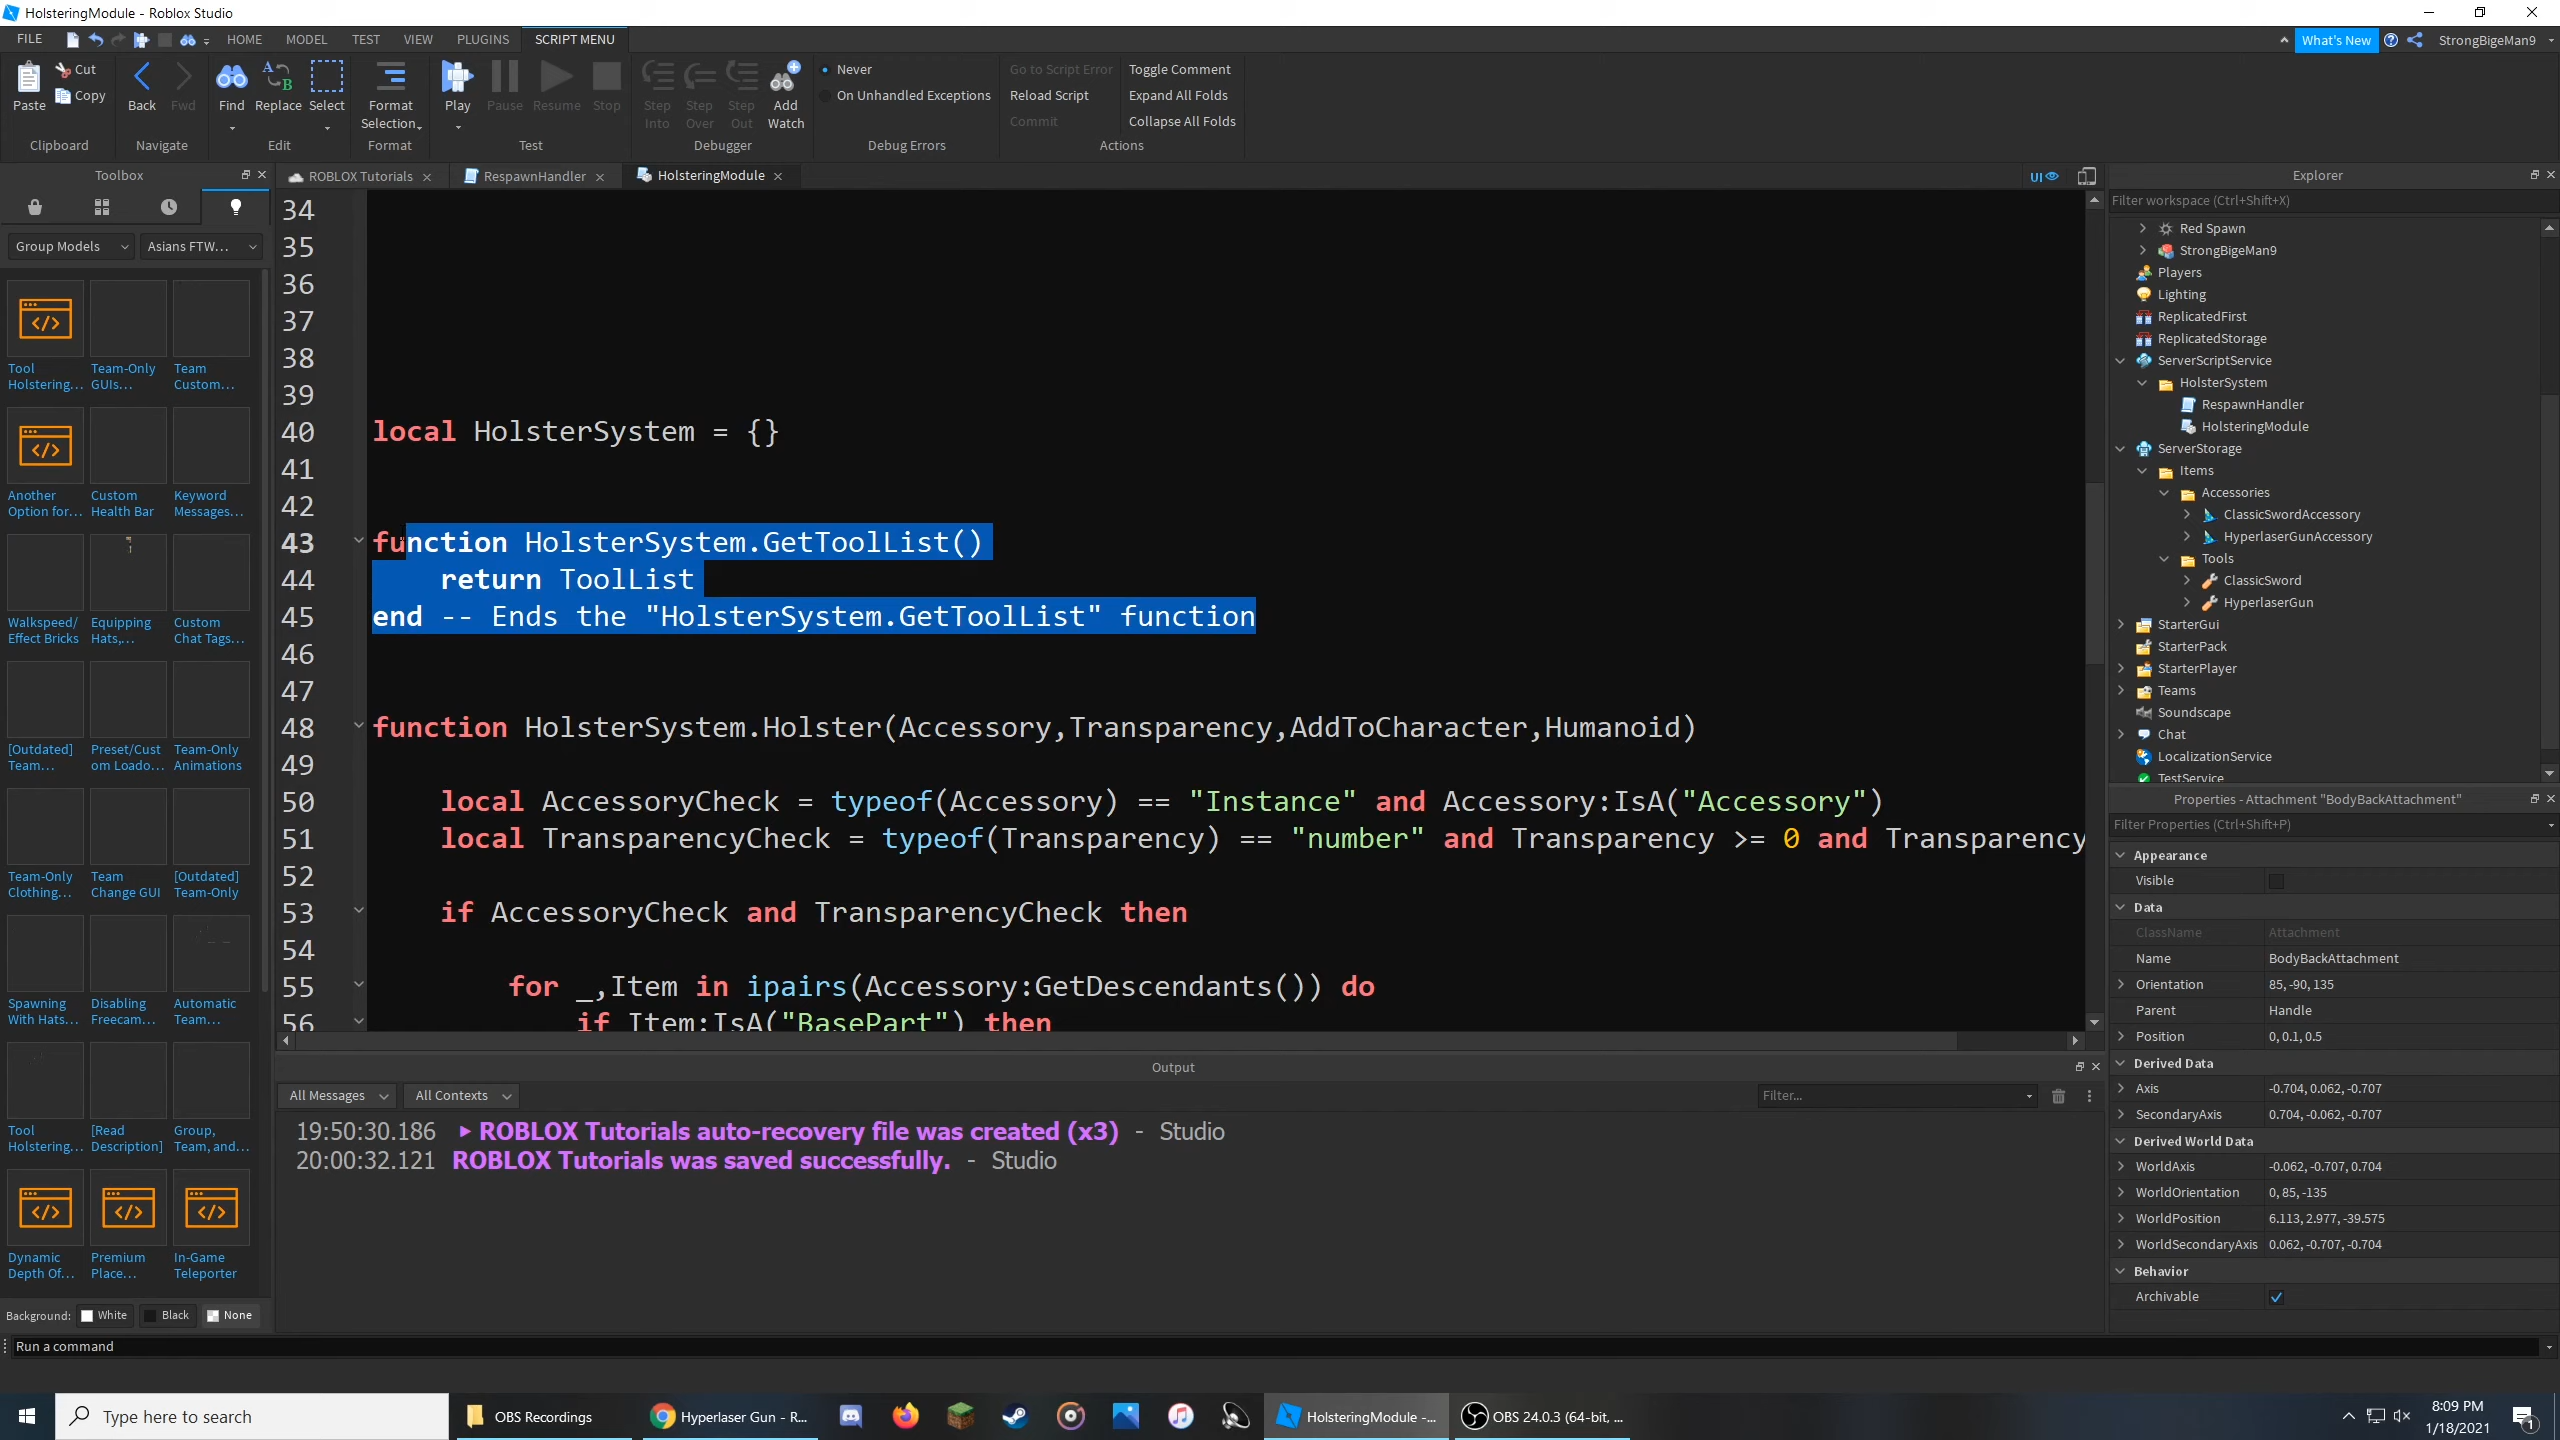 HolsteringModule - Roblox Studio
FILE HOME MODEL TEST VIEW PLUGINS SCRIPT MENU What's New StrongBigeMan9
Paste Cut Copy Back Fwd Find Replace Select Format Selection Play Pause Resume Stop Step Into Step Over Step Out Add Watch Never On Unhandled Exceptions Go to Script Error Reload Script Commit Toggle Comment Expand All Folds Collapse All Folds
Clipboard Navigate Edit Format Test Debugger Debug Errors Actions
Toolbox
Group Models Asians FTW...
Tool Holstering... Team-Only GUIs... Team Custom...
Another Option for... Custom Health Bar Keyword Messages...
Walkspeed/ Effect Bricks Equipping Hats,... Custom Chat Tags...
[Outdated] Team... Preset/Cust om Loado... Team-Only Animations
Team-Only Clothing... Team Change GUI [Outdated] Team-Only
Spawning With Hats... Disabling Freecam... Automatic Team...
Tool Holstering... [Read Description] Group, Team, and...
Dynamic Depth Of... Premium Place... In-Game Teleporter
Background: White Black None
ROBLOX Tutorials RespawnHandler HolsteringModule UI
34
35
36
37
38
39
40 local HolsterSystem = {}
41
42
43 function HolsterSystem.GetToolList()
44 return ToolList
45 end -- Ends the "HolsterSystem.GetToolList" function
46
47
48 function HolsterSystem.Holster(Accessory,Transparency,AddToCharacter,Humanoid)
49
50 local AccessoryCheck = typeof(Accessory) == "Instance" and Accessory:IsA("Accessory")
51 local TransparencyCheck = typeof(Transparency) == "number" and Transparency >= 0 and Transparency
52
53 if AccessoryCheck and TransparencyCheck then
54
55 for _,Item in ipairs(Accessory:GetDescendants()) do
56 if Item:IsA("BasePart") then
Output
All Messages All Contexts Filter...
19:50:30.186 ROBLOX Tutorials auto-recovery file was created (x3) - Studio
20:00:32.121 ROBLOX Tutorials was saved successfully. - Studio
Explorer
Filter workspace (Ctrl+Shift+X)
Red Spawn
StrongBigeMan9
Players
Lighting
ReplicatedFirst
ReplicatedStorage
ServerScriptService
HolsterSystem
RespawnHandler
HolsteringModule
ServerStorage
Items
Accessories
ClassicSwordAccessory
HyperlaserGunAccessory
Tools
ClassicSword
HyperlaserGun
StarterGui
StarterPack
StarterPlayer
Teams
Soundscape
Chat
LocalizationService
TestService
Properties - Attachment "BodyBackAttachment"
Filter Properties (Ctrl+Shift+P)
Appearance
Visible
Data
ClassName Attachment
Name BodyBackAttachment
Orientation 85, -90, 135
Parent Handle
Position 0, 0.1, 0.5
Derived Data
Axis -0.704, 0.062, -0.707
SecondaryAxis 0.704, -0.062, -0.707
Derived World Data
WorldAxis -0.062, -0.707, 0.704
WorldOrientation 0, 85, -135
WorldPosition 6.113, 2.977, -39.575
WorldSecondaryAxis 0.062, -0.707, -0.704
Behavior
Archivable
Run a command
Type here to search OBS Recordings Hyperlaser Gun - R... HolsteringModule -... OBS 24.0.3 (64-bit, ... 8:09 PM
1/18/2021 1